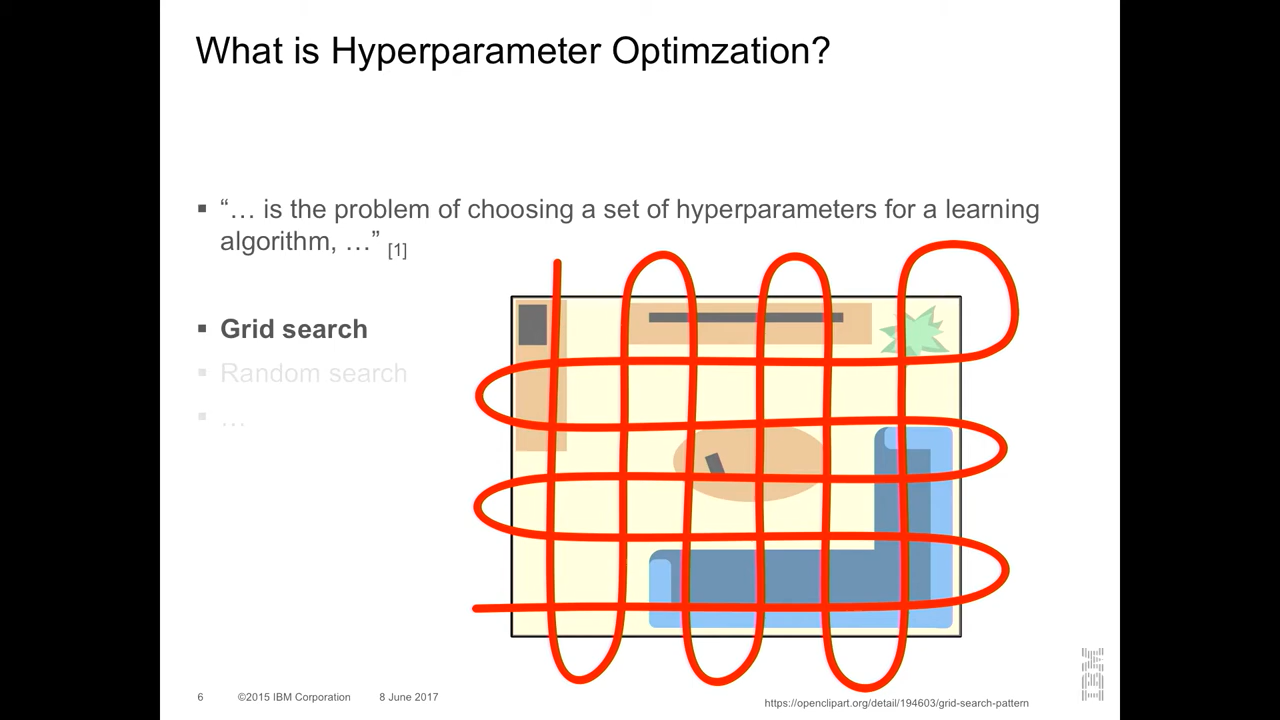 What is Hyperparameter Optimzation?
▪ “… is the problem of choosing a set of hyperparameters for a learning
algorithm, …” [1]
▪ Grid search
▪ Random search
▪ …
6 ©2015 IBM Corporation 8 June 2017
https://openclipart.org/detail/194603/grid-search-pattern
IBM